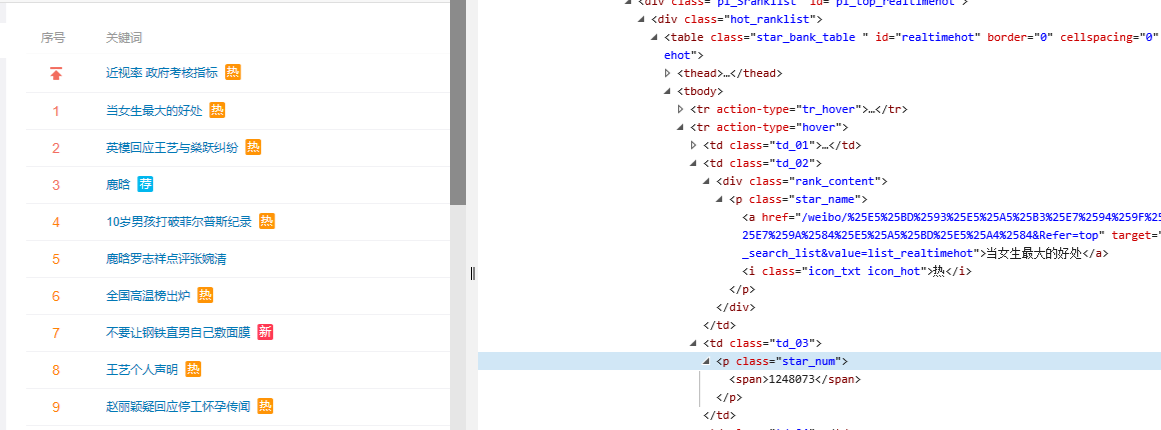 序号 关键词
近视率 政府考核指标 热
1 当女生最大的好处 热
2 英模回应王艺与燊跃纠纷 热
3 鹿晗 荐
4 10岁男孩打破菲尔普斯纪录 热
5 鹿晗罗志祥点评张婉清
6 全国高温榜出炉 热
7 不要让钢铁直男自己敷面膜 新
8 王艺个人声明 热
9 赵丽颖疑回应停工怀孕传闻 热
<div class="pl_Sranklist" id="pl_top_realtimehot">
<div class="hot_ranklist">
<table class="star_bank_table " id="realtimehot" border="0" cellspacing="0"
ehot">
<thead>…</thead>
<tbody>
<tr action-type="tr_hover">…</tr>
<tr action-type="hover">
<td class="td_01">…</td>
<td class="td_02">
<div class="rank_content">
<p class="star_name">
<a href="/weibo/%25E5%25BD%2593%25E5%25A5%25B3%25E7%2594%259F%25
25E7%259A%2584%25E5%25A5%25BD%25E5%25A4%2584&Refer=top" target="
_search_list&value=list_realtimehot">当女生最大的好处</a>
<i class="icon_txt icon_hot">热</i>
</p>
</div>
</td>
<td class="td_03">
<p class="star_num">
<span>1248073</span>
</p>
</td>